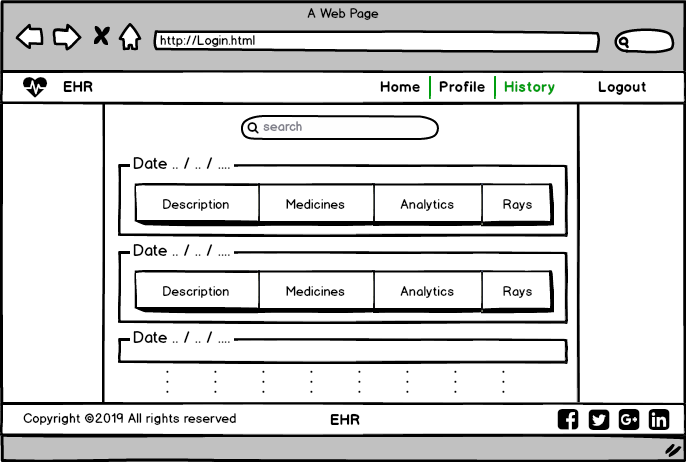 A Web Page
http://Login.html
EHR Home Profile History Logout
search
Date .. / .. / ....
Description Medicines Analytics Rays
Date .. / .. / ....
Description Medicines Analytics Rays
Date .. / .. / ....
Copyright ©2019 All rights reserved EHR